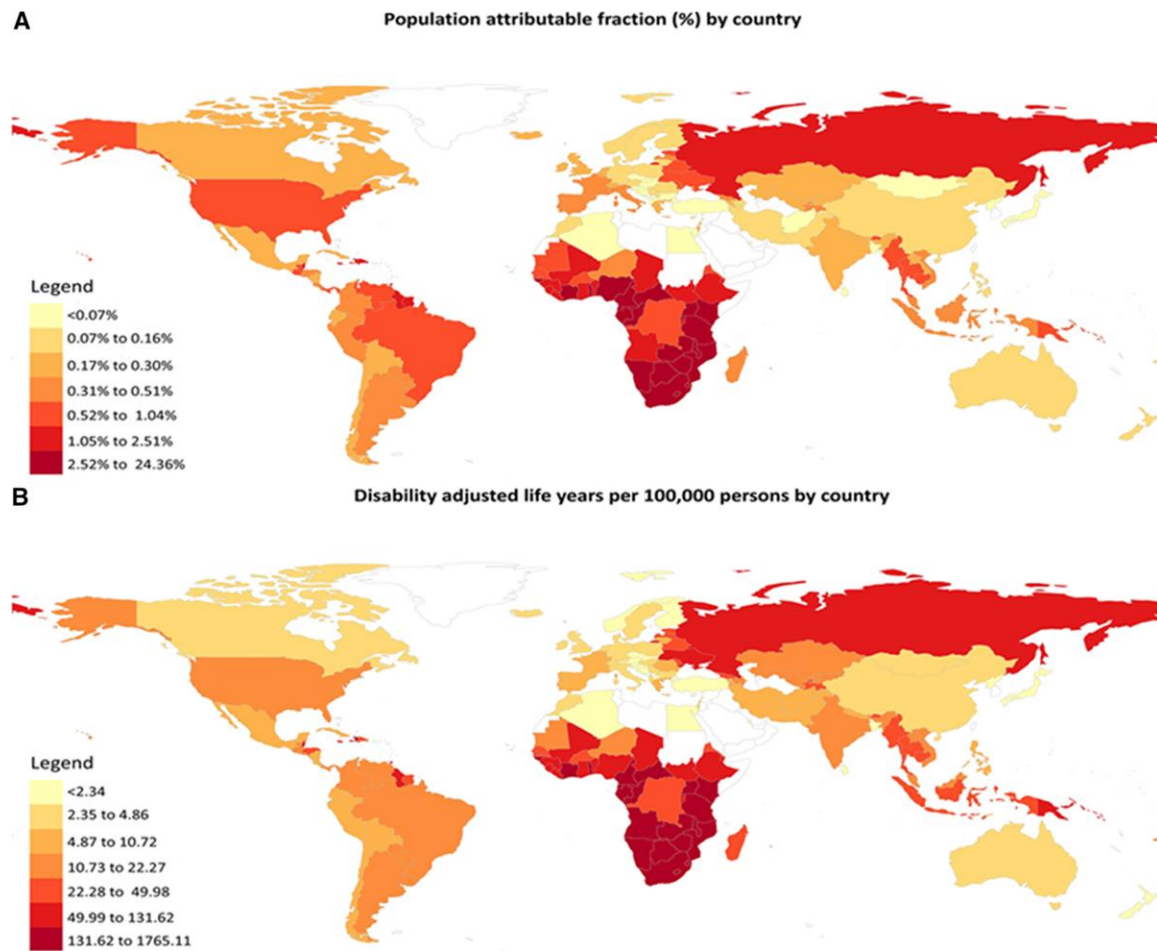 A
Population attributable fraction (%) by country
Legend
<0.07%
0.07% to 0.16%
0.17% to 0.30%
0.31% to 0.51%
0.52% to 1.04%
1.05% to 2.51%
2.52% to 24.36%
B
Disability adjusted life years per 100,000 persons by country
Legend
<2.34
2.35 to 4.86
4.87 to 10.72
10.73 to 22.27
22.28 to 49.98
49.99 to 131.62
131.62 to 1765.11